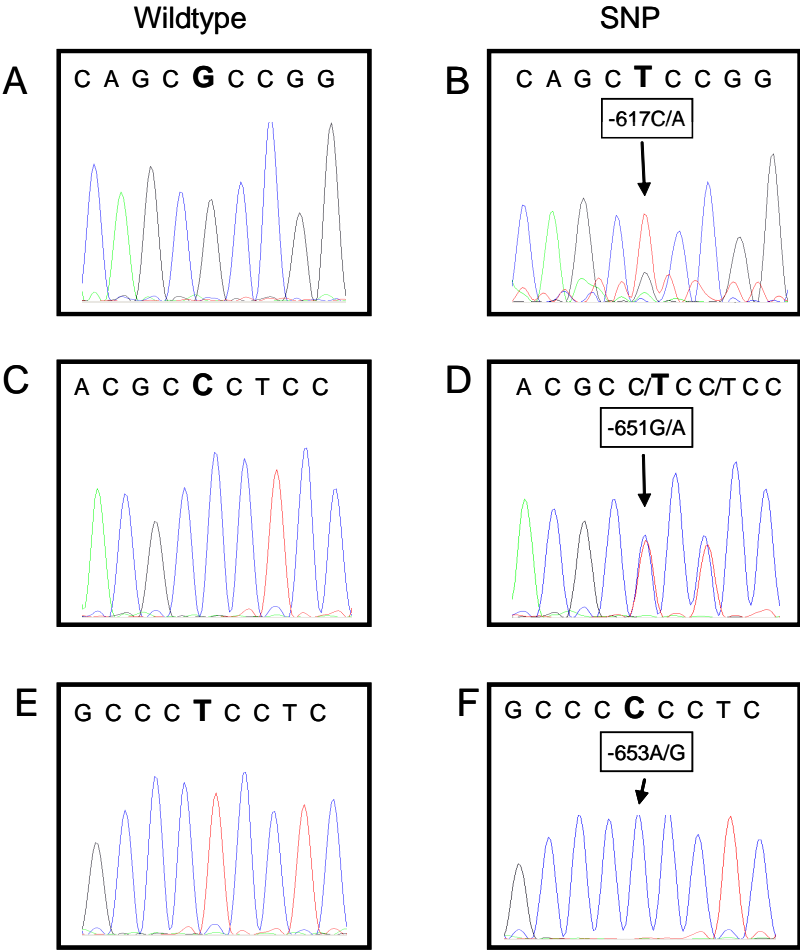 Wildtype
SNP
A
C A G C G C C G G
B
C A G C T C C G G
-617C/A
C
A C G C C C T C C
D
A C G C C/T C C/T C C
-651G/A
E
G C C C T C C T C
F
G C C C C C C T C
-653A/G